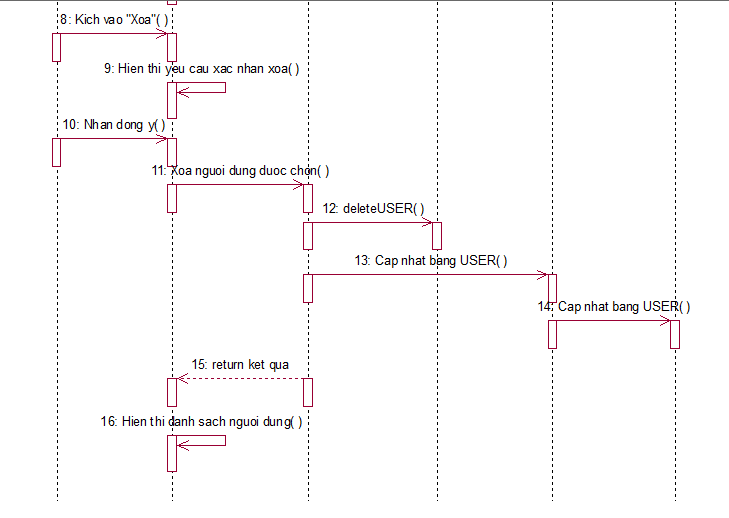 8: Kich vao "Xoa"( )
9: Hien thi yeu cau xac nhan xoa( )
10: Nhan dong y( )
11: Xoa nguoi dung duoc chon( )
12: deleteUSER( )
13: Cap nhat bang USER( )
14: Cap nhat bang USER( )
15: return ket qua
16: Hien thi danh sach nguoi dung( )